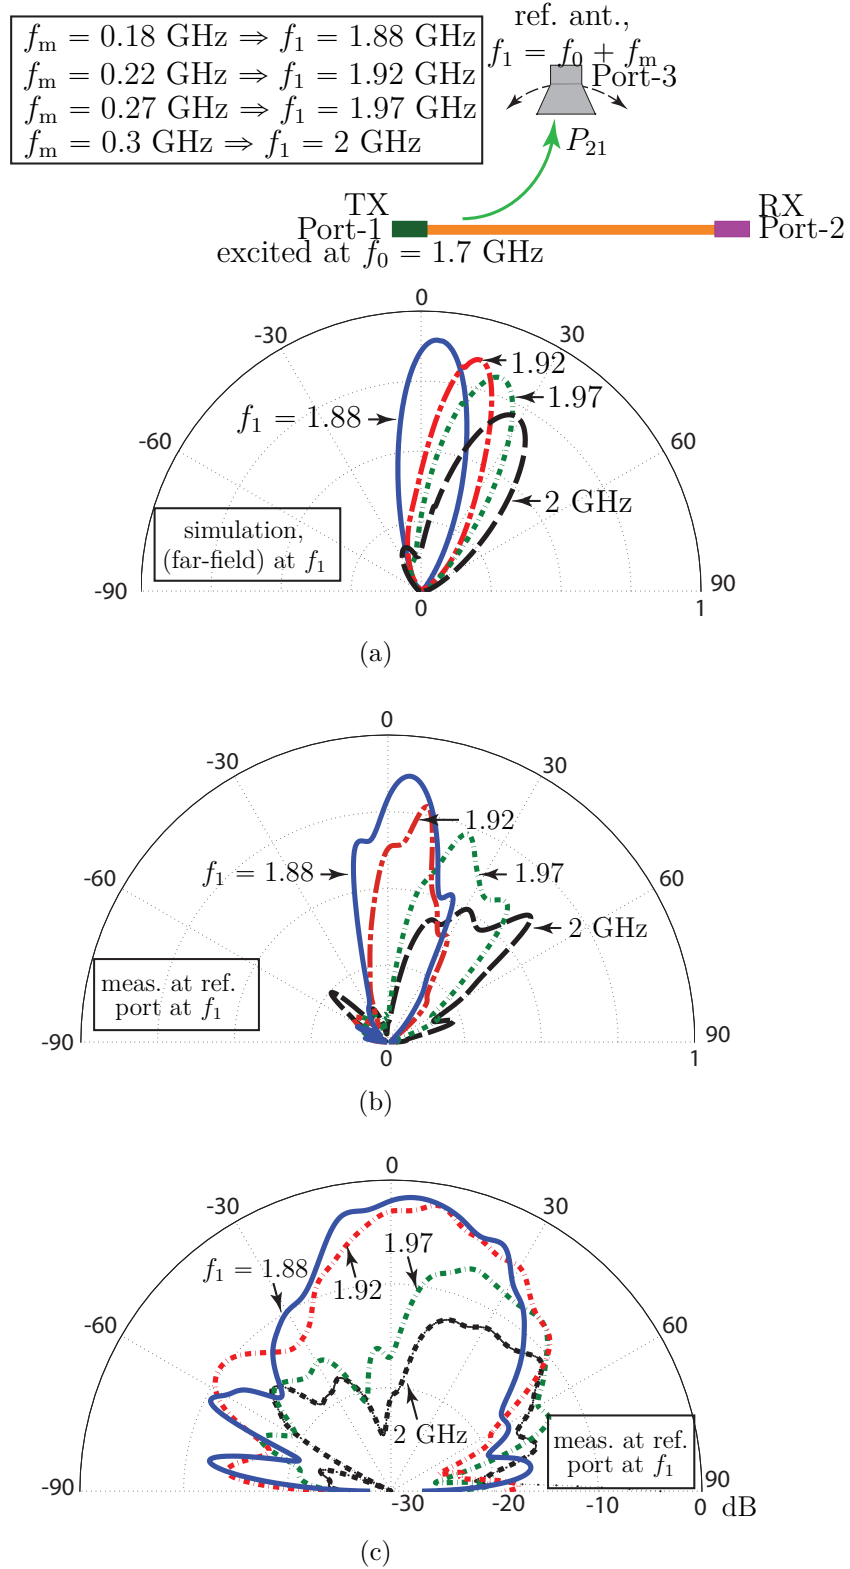 f_m = 0.18 GHz ⇒ f_1 = 1.88 GHz
f_m = 0.22 GHz ⇒ f_1 = 1.92 GHz
f_m = 0.27 GHz ⇒ f_1 = 1.97 GHz
f_m = 0.3 GHz ⇒ f_1 = 2 GHz
ref. ant.,
f_1 = f_0 + f_m
Port-3
P_21
TX
Port-1
RX
Port-2
excited at f_0 = 1.7 GHz
0
-30
30
1.92
1.97
f_1 = 1.88
-60
60
2 GHz
simulation,
(far-field) at f_1
-90
90
0
1
(a)
0
-30
30
1.92
f_1 = 1.88
1.97
-60
60
2 GHz
meas. at ref.
port at f_1
-90
90
0
1
(b)
0
-30
30
1.97
f_1 = 1.88
1.92
-60
60
2 GHz
meas. at ref.
port at f_1
-90
90
-30
-20
-10
0
dB
(c)